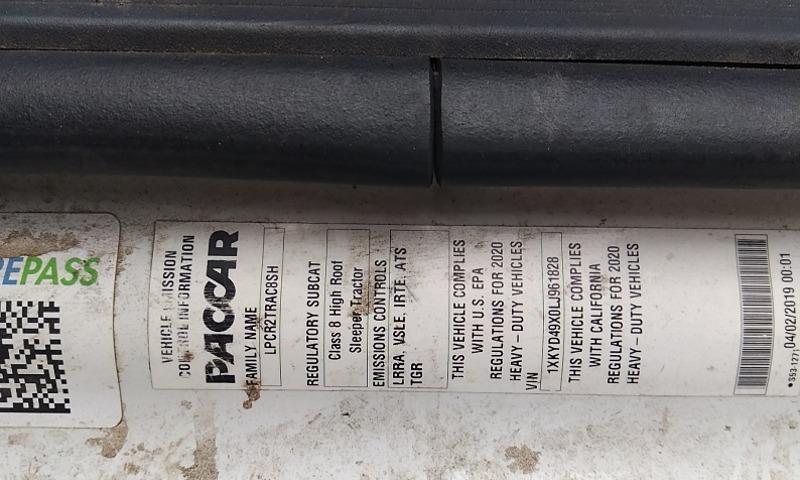 EPASS
VEHICLE EMISSION
CONTROL INFORMATION
PACCAR
FAMILY NAME
LPCR2TRAC8SH
REGULATORY SUBCAT
Class 8 High Roof
Sleeper Tractor
EMISSIONS CONTROLS
LRRA, VSLE, IRTE, ATS
TGR
THIS VEHICLE COMPLIES
WITH U.S. EPA
REGULATIONS FOR 2020
HEAVY - DUTY VEHICLES
VIN
1XKYD49X0LJ961828
THIS VEHICLE COMPLIES
WITH CALIFORNIA
REGULATIONS FOR 2020
HEAVY - DUTY VEHICLES
04/02/2019 00:01